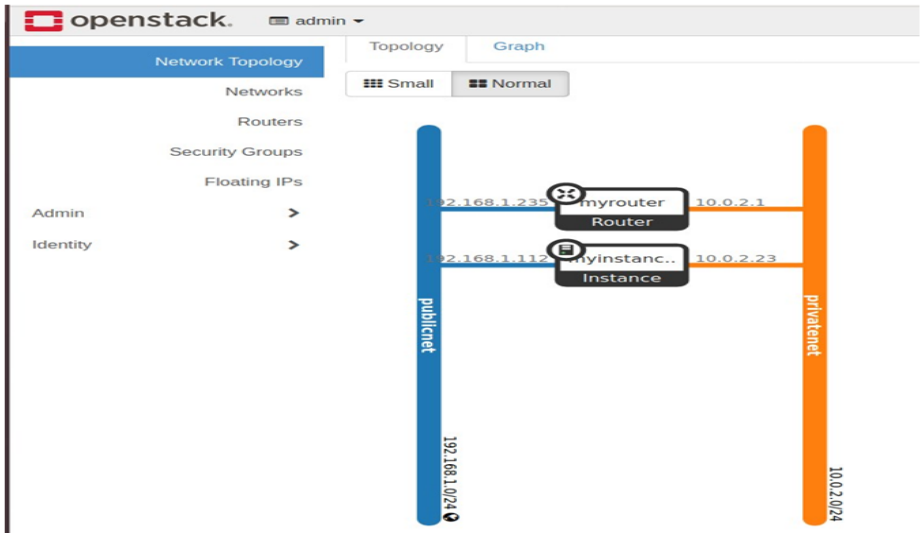 openstack. admin
Topology Graph
Network Topology
Small Normal
Networks
Routers
Security Groups
Floating IPs
Admin
Identity
192.168.1.235 myrouter 10.0.2.1
Router
192.168.1.112 myinstanc.. 10.0.2.23
Instance
publicnet
privatenet
192.168.1.0/24
10.0.2.0/24